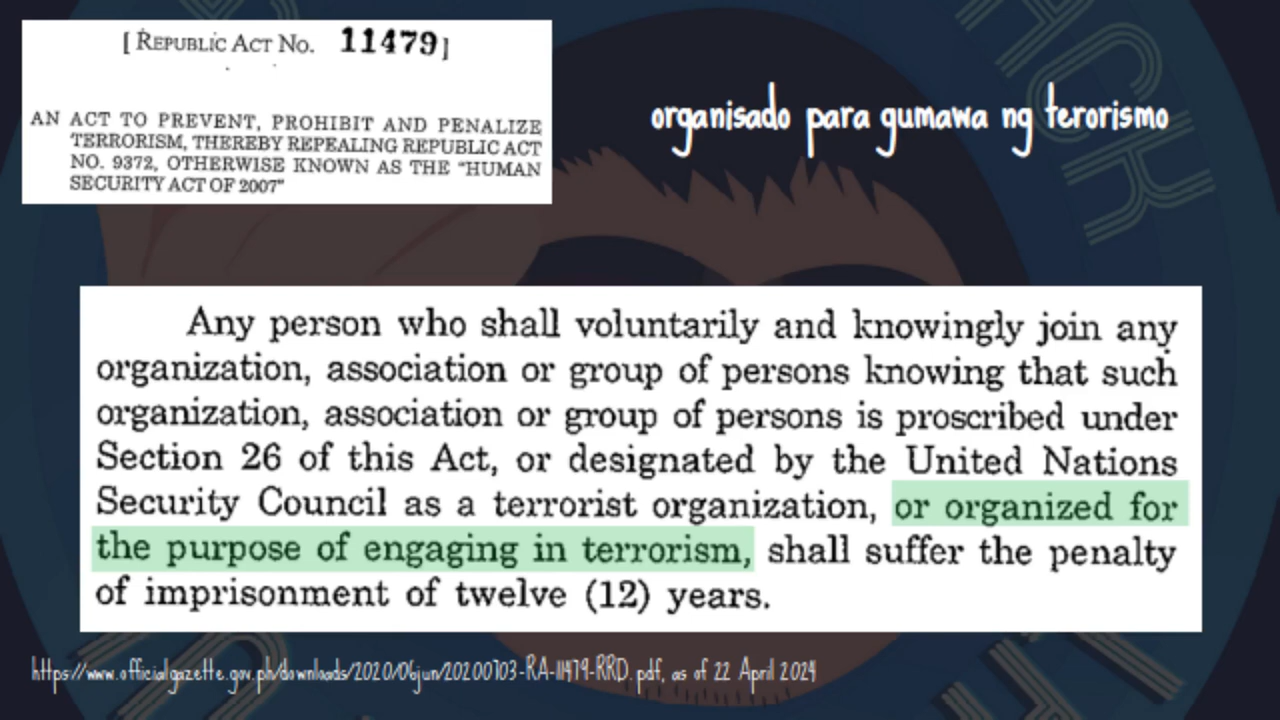 [ REPUBLIC ACT NO. 11479 ]
AN ACT TO PREVENT, PROHIBIT AND PENALIZE
TERRORISM, THEREBY REPEALING REPUBLIC ACT
NO. 9372, OTHERWISE KNOWN AS THE "HUMAN
SECURITY ACT OF 2007"
organisado para gumawa ng terorismo
Any person who shall voluntarily and knowingly join any
organization, association or group of persons knowing that such
organization, association or group of persons is proscribed under
Section 26 of this Act, or designated by the United Nations
Security Council as a terrorist organization, or organized for
the purpose of engaging in terrorism, shall suffer the penalty
of imprisonment of twelve (12) years.
https://www.officialgazette.gov.ph/downloads/2020/06jun/20200703-RA-11479-RRD.pdf, as of 22 April 2024